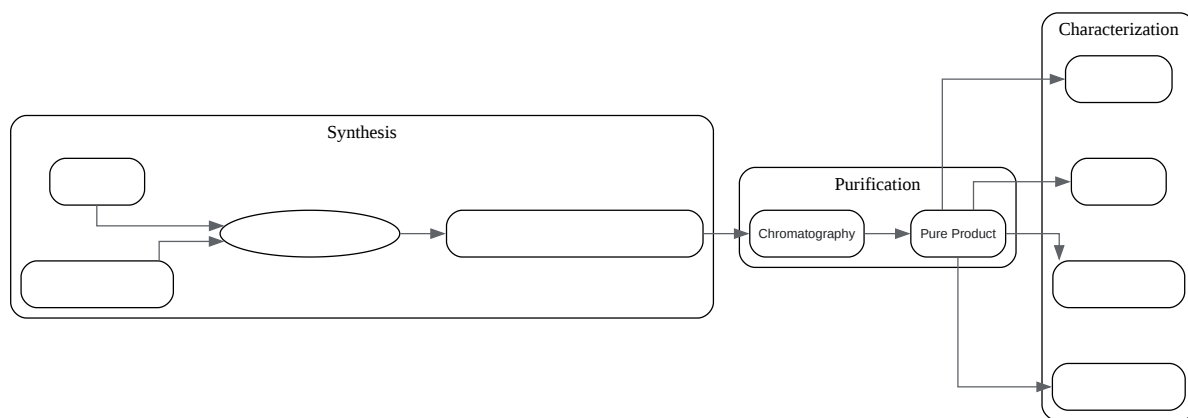 Characterization
Synthesis
Purification
Chromatography
Pure Product